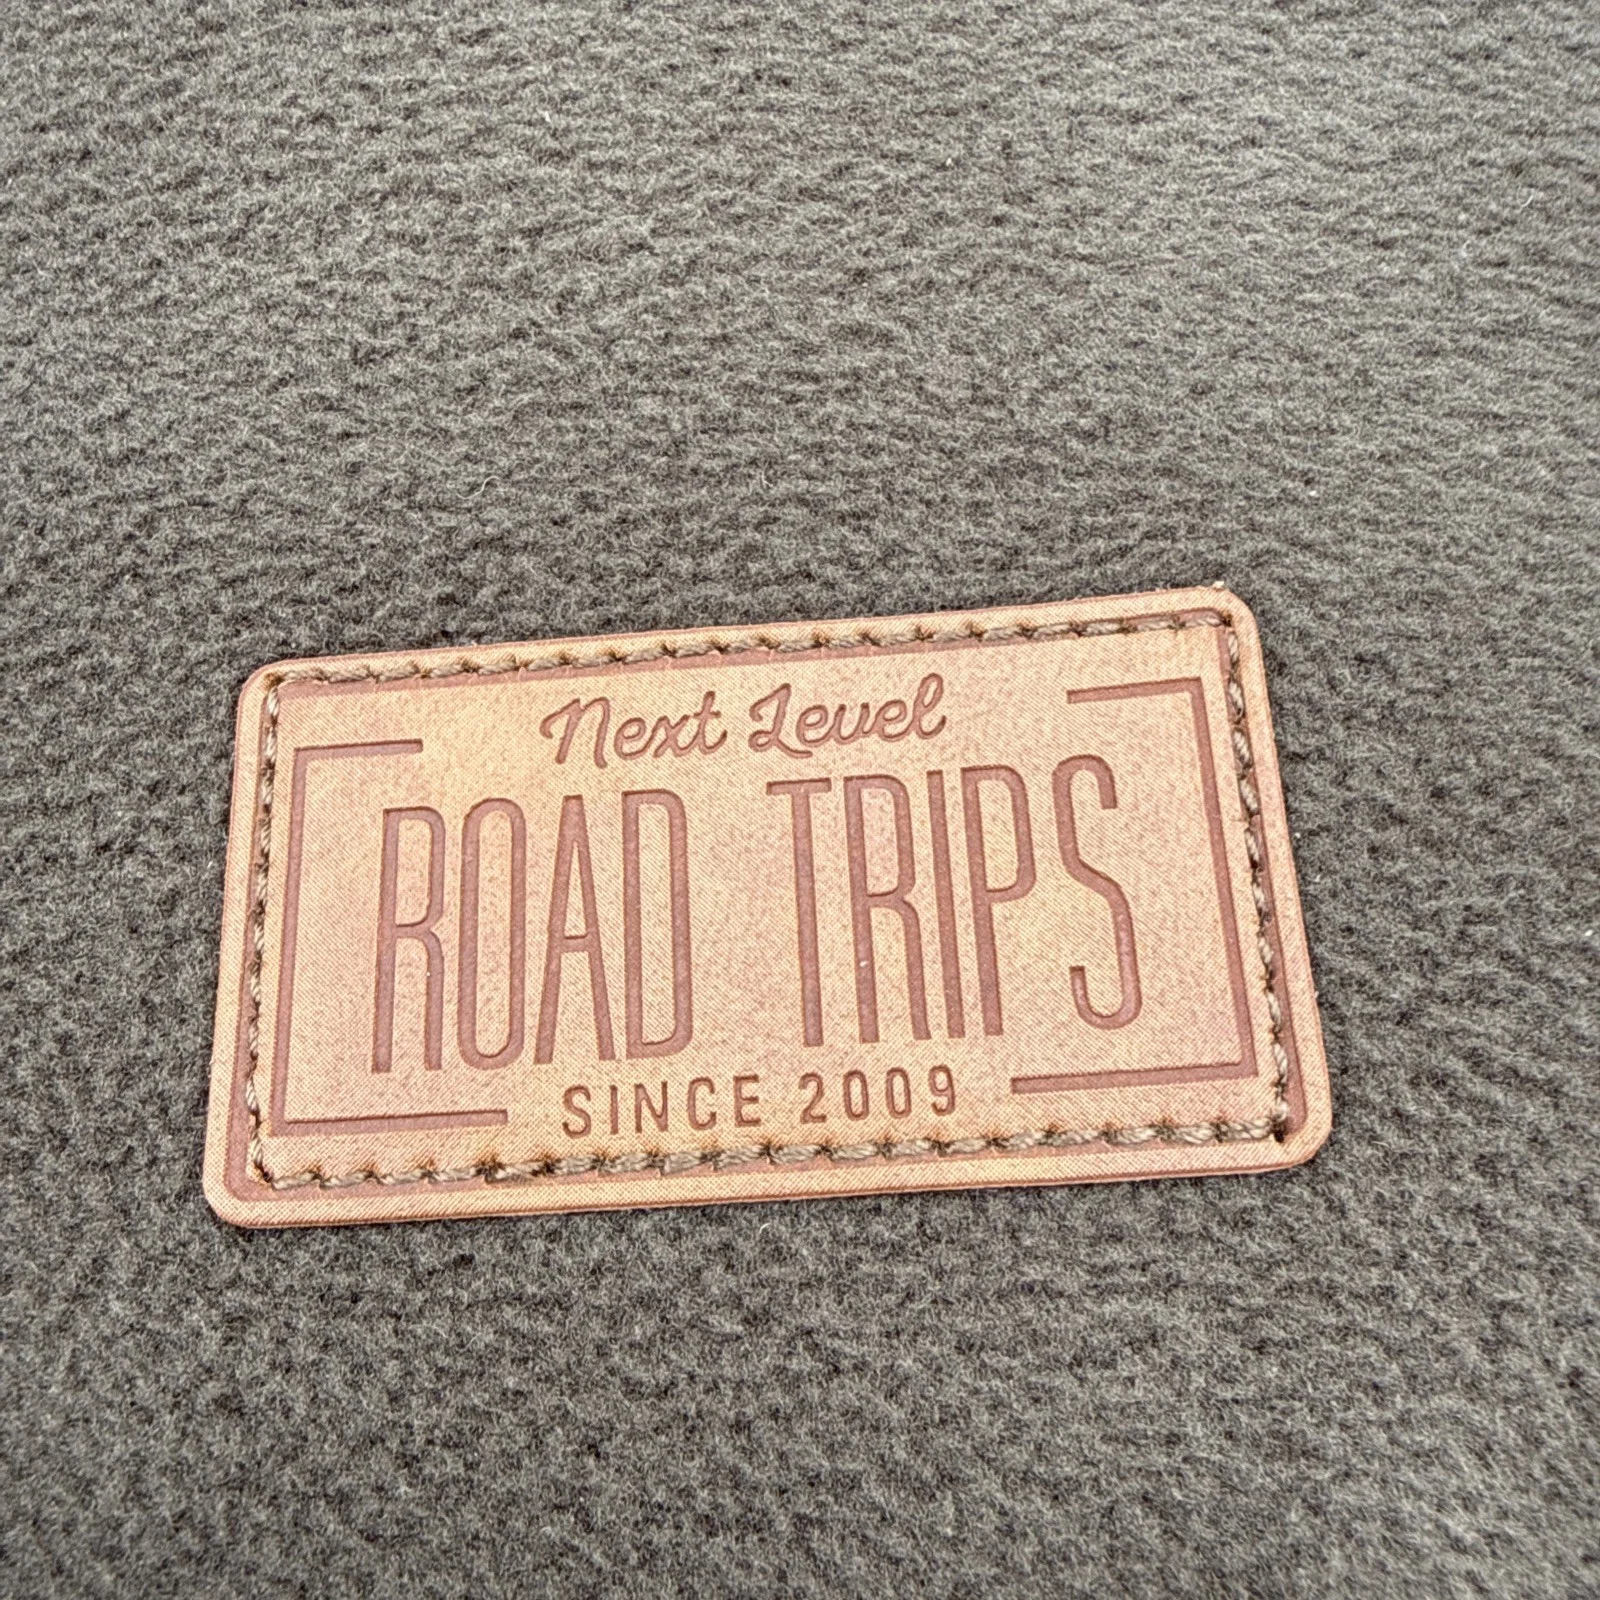 Next Level
ROAD TRIPS
SINCE 2009